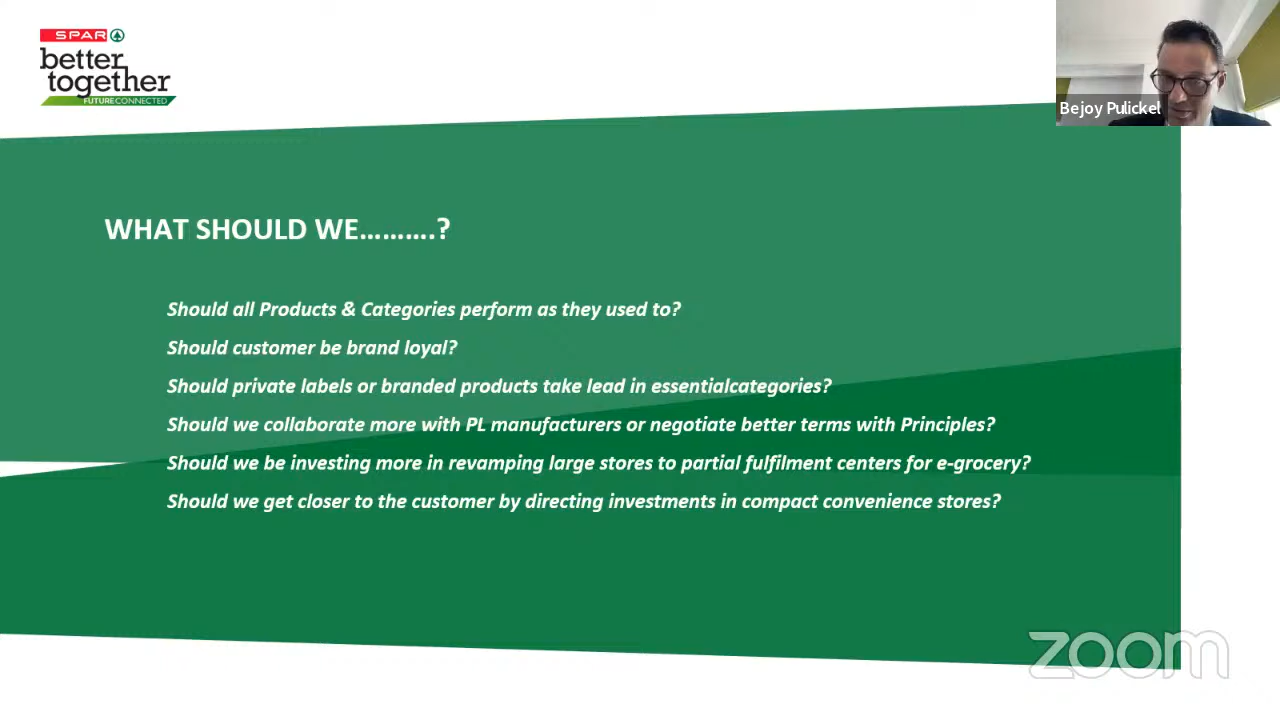 SPAR
better
together
FUTURECONNECTED
Bejoy Pulickel
WHAT SHOULD WE……….?
Should all Products & Categories perform as they used to?
Should customer be brand loyal?
Should private labels or branded products take lead in essentialcategories?
Should we collaborate more with PL manufacturers or negotiate better terms with Principles?
Should we be investing more in revamping large stores to partial fulfilment centers for e-grocery?
Should we get closer to the customer by directing investments in compact convenience stores?
zoom